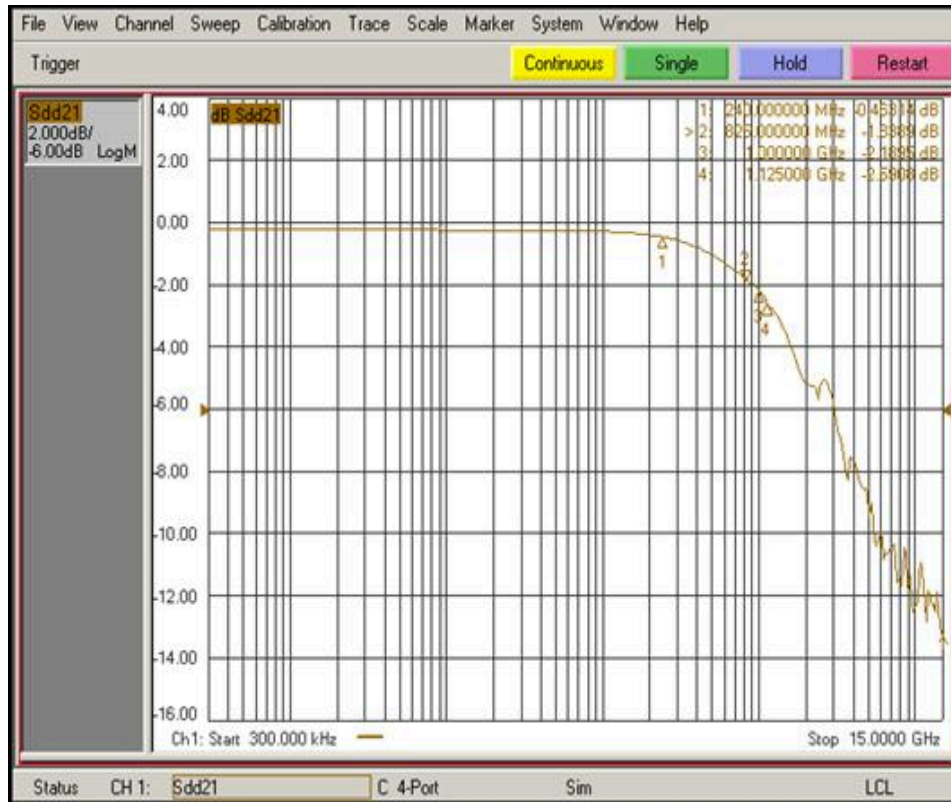 File View Channel Sweep Calibration Trace Scale Marker System Window Help
Trigger Continuous Single Hold Restart
Sdd21
2.000dB/
-6.00dB LogM
4.00
2.00
0.00
-2.00
-4.00
-6.00
-8.00
-10.00
-12.00
-14.00
-16.00
dB Sdd21
1: 240.000000 MHz -0.45314 dB
> 2: 825.000000 MHz dB
3: 1.000000 GHz -2.1895 dB
4: 1.125000 GHz dB
1
2
3
4
Ch1: Start 300.000 kHz
Stop 15.0000 GHz
Status CH 1: Sdd21 C 4-Port Sim LCL